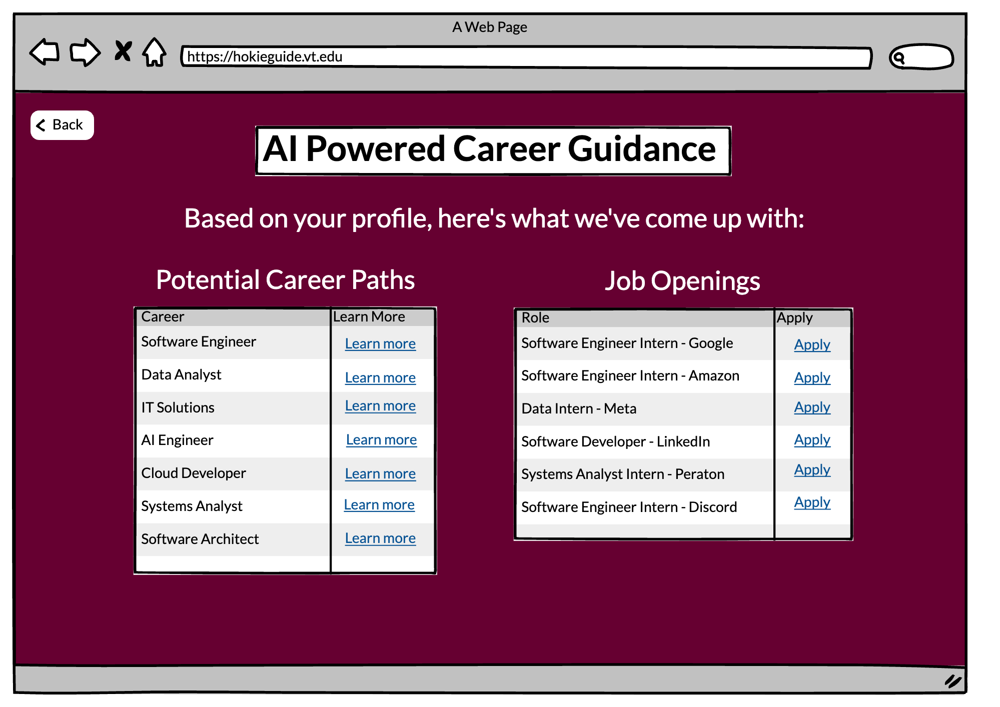 A Web Page
https://hokieguide.vt.edu
Back
AI Powered Career Guidance
Based on your profile, here's what we've come up with:
Potential Career Paths
Career Learn More
Software Engineer Learn more
Data Analyst Learn more
IT Solutions Learn more
AI Engineer Learn more
Cloud Developer Learn more
Systems Analyst Learn more
Software Architect Learn more
Job Openings
Role Apply
Software Engineer Intern - Google Apply
Software Engineer Intern - Amazon Apply
Data Intern - Meta Apply
Software Developer - LinkedIn Apply
Systems Analyst Intern - Peraton Apply
Software Engineer Intern - Discord Apply